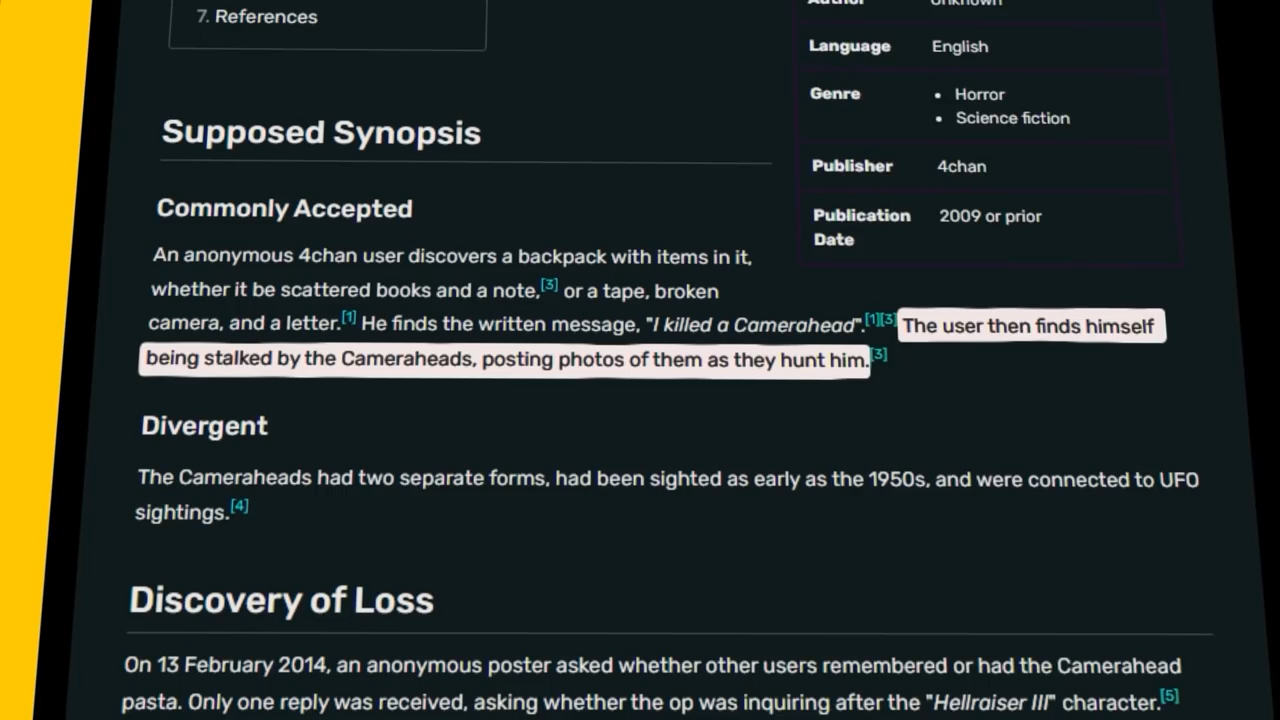 7. References
Author Unknown
Language English
Genre • Horror
• Science fiction
Publisher 4chan
Publication Date 2009 or prior
Supposed Synopsis
Commonly Accepted
An anonymous 4chan user discovers a backpack with items in it,
whether it be scattered books and a note,[3] or a tape, broken
camera, and a letter.[1] He finds the written message, "I killed a Camerahead".[1][3] The user then finds himself
being stalked by the Cameraheads, posting photos of them as they hunt him.[3]
Divergent
The Cameraheads had two separate forms, had been sighted as early as the 1950s, and were connected to UFO
sightings.[4]
Discovery of Loss
On 13 February 2014, an anonymous poster asked whether other users remembered or had the Camerahead
pasta. Only one reply was received, asking whether the op was inquiring after the "Hellraiser III" character.[5]